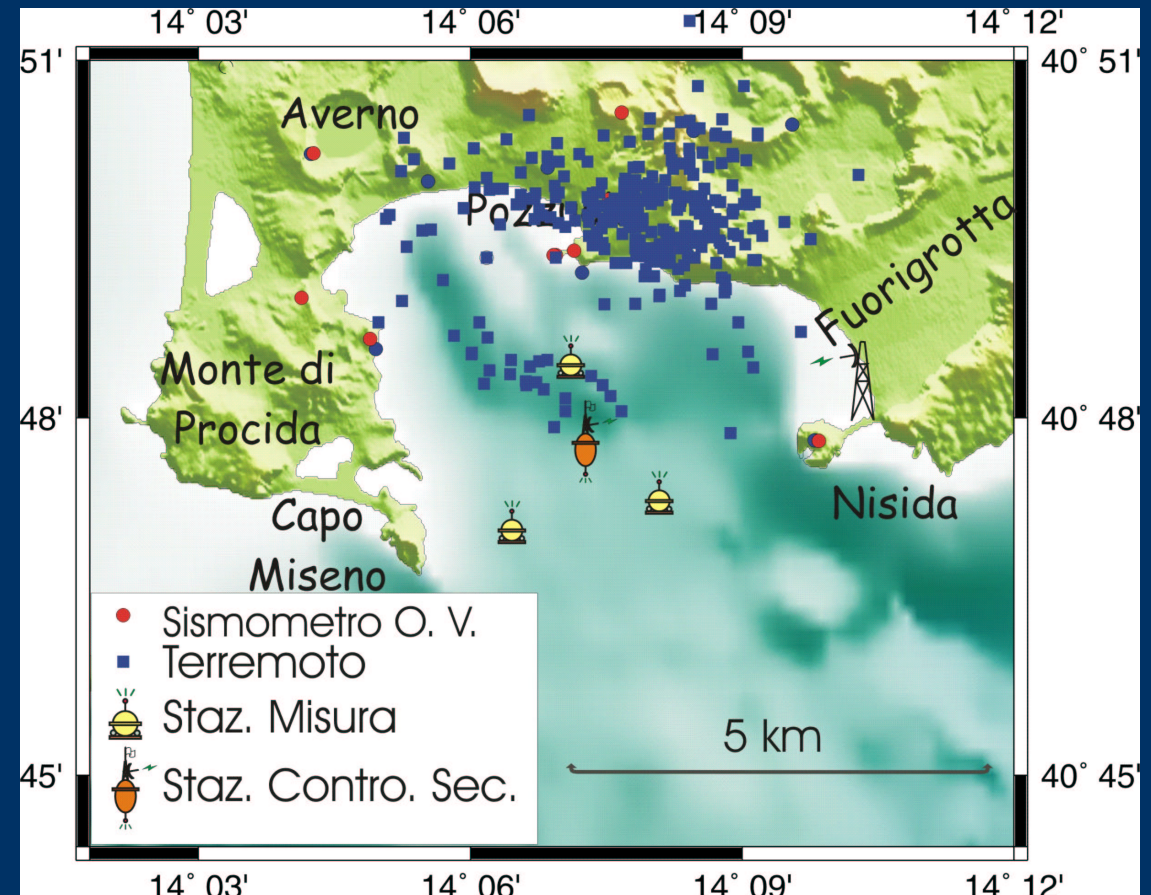 14° 03' 14° 06' 14° 09' 14° 12'
51' 40° 51'
Averno
Fuorigrotta
Monte di
Procida
48' 40° 48'
Nisida
Capo
Miseno
Sismometro O. V.
Terremoto
Staz. Misura
5 km
Staz. Contro. Sec.
45' 40° 45'
14° 03' 14° 06' 14° 09' 14° 12'